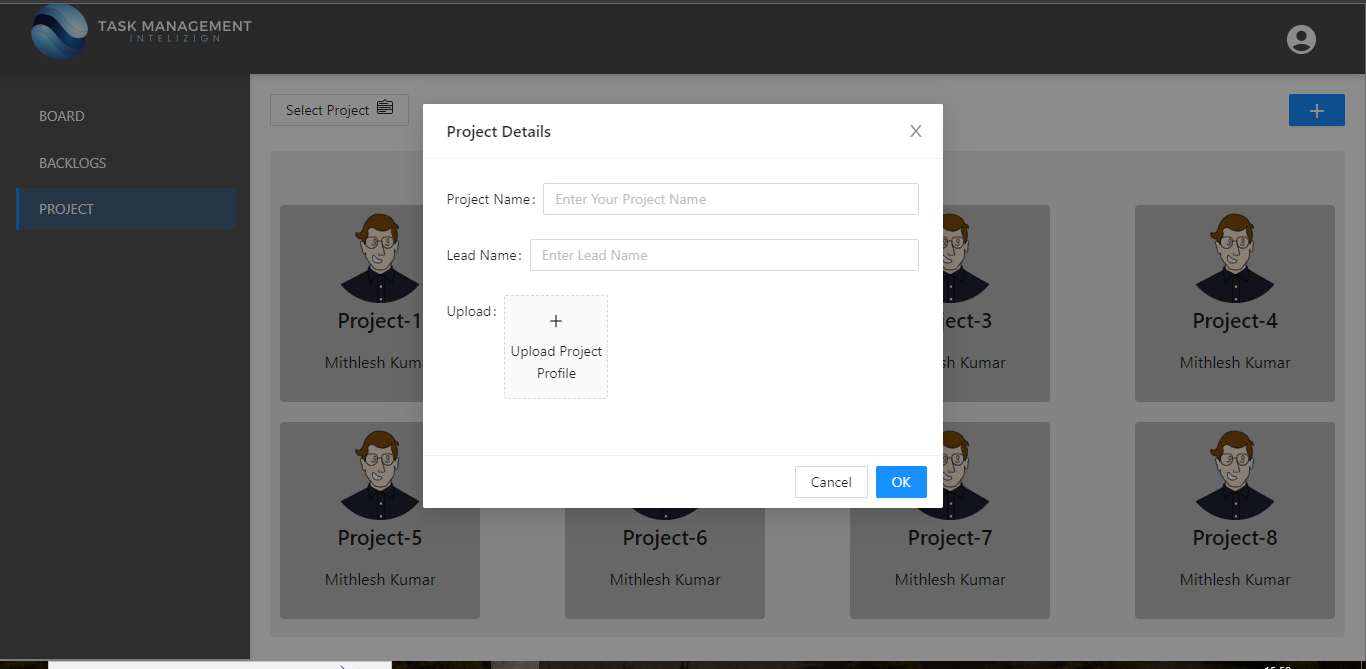 TASK MANAGEMENT
INTELIZIGN
BOARD
BACKLOGS
PROJECT
Select Project
Project Details
Project Name:
Enter Your Project Name
Lead Name:
Enter Lead Name
Upload:
Upload Project
Profile
Cancel
OK
Project-1
Mithlesh Kum
ect-3
sh Kumar
Project-4
Mithlesh Kumar
Project-5
Mithlesh Kumar
Project-6
Mithlesh Kumar
Project-7
Mithlesh Kumar
Project-8
Mithlesh Kumar